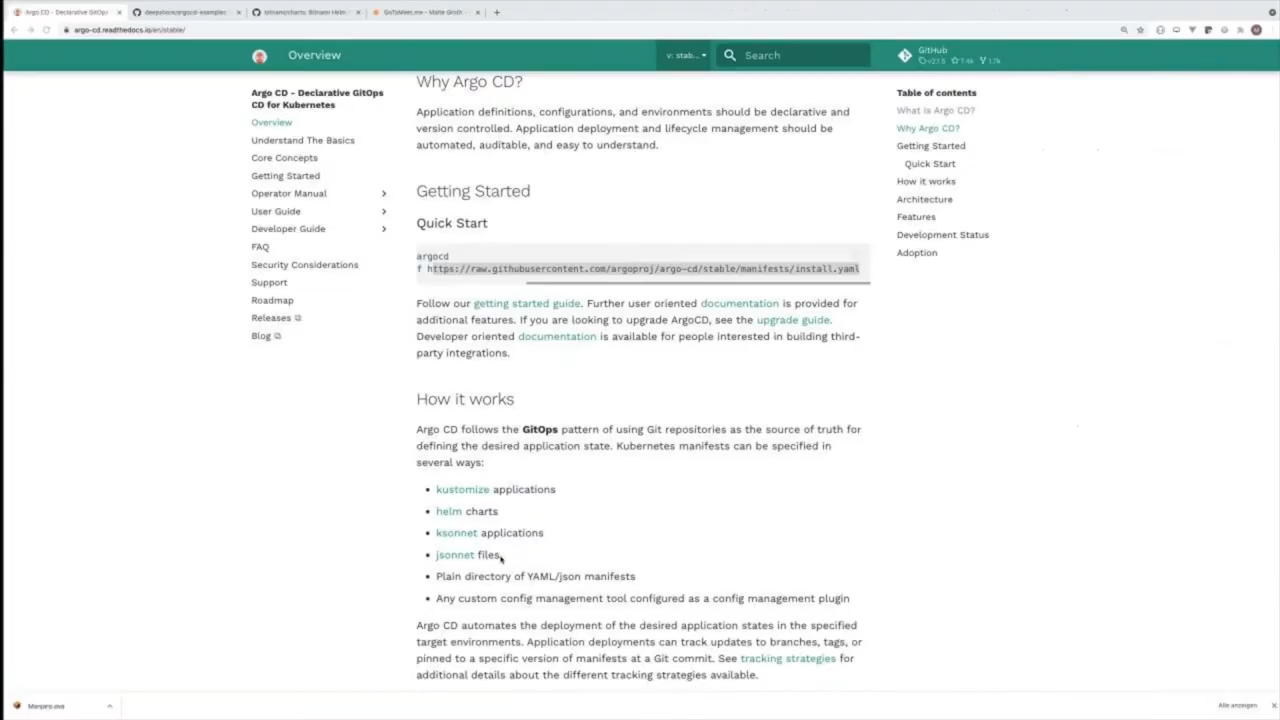 Argo CD - Declarative GitOps
deepshore/argocd-examples:
bitnami/charts: Bitnami Helm
GoToMeet.me - Malte Groth -
argo-cd.readthedocs.io/en/stable/
Overview
v: stab...
Search
GitHub
v2.1.5 7.4k 1.7k
Argo CD - Declarative GitOps
CD for Kubernetes
Overview
Understand The Basics
Core Concepts
Getting Started
Operator Manual
User Guide
Developer Guide
FAQ
Security Considerations
Support
Roadmap
Releases
Blog
Why Argo CD?
Application definitions, configurations, and environments should be declarative and
version controlled. Application deployment and lifecycle management should be
automated, auditable, and easy to understand.
Getting Started
Quick Start
argocd
f https://raw.githubusercontent.com/argoproj/argo-cd/stable/manifests/install.yaml
Follow our getting started guide. Further user oriented documentation is provided for
additional features. If you are looking to upgrade ArgoCD, see the upgrade guide.
Developer oriented documentation is available for people interested in building third-
party integrations.
How it works
Argo CD follows the GitOps pattern of using Git repositories as the source of truth for
defining the desired application state. Kubernetes manifests can be specified in
several ways:
• kustomize applications
• helm charts
• ksonnet applications
• jsonnet files
• Plain directory of YAML/json manifests
• Any custom config management tool configured as a config management plugin
Argo CD automates the deployment of the desired application states in the specified
target environments. Application deployments can track updates to branches, tags, or
pinned to a specific version of manifests at a Git commit. See tracking strategies for
additional details about the different tracking strategies available.
Table of contents
What Is Argo CD?
Why Argo CD?
Getting Started
Quick Start
How it works
Architecture
Features
Development Status
Adoption
Manjaro.ova
Alle anzeigen